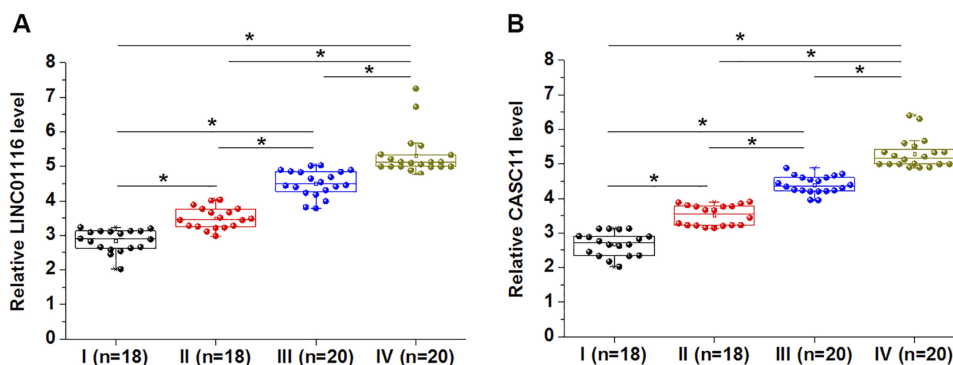 A
Relative LINC01116 level
8
7
6
5
4
3
2
1
0
* * * * * *
I (n=18) II (n=18) III (n=20) IV (n=20)
B
Relative CASC11 level
8
7
6
5
4
3
2
1
0
* * * * * *
I (n=18) II (n=18) III (n=20) IV (n=20)